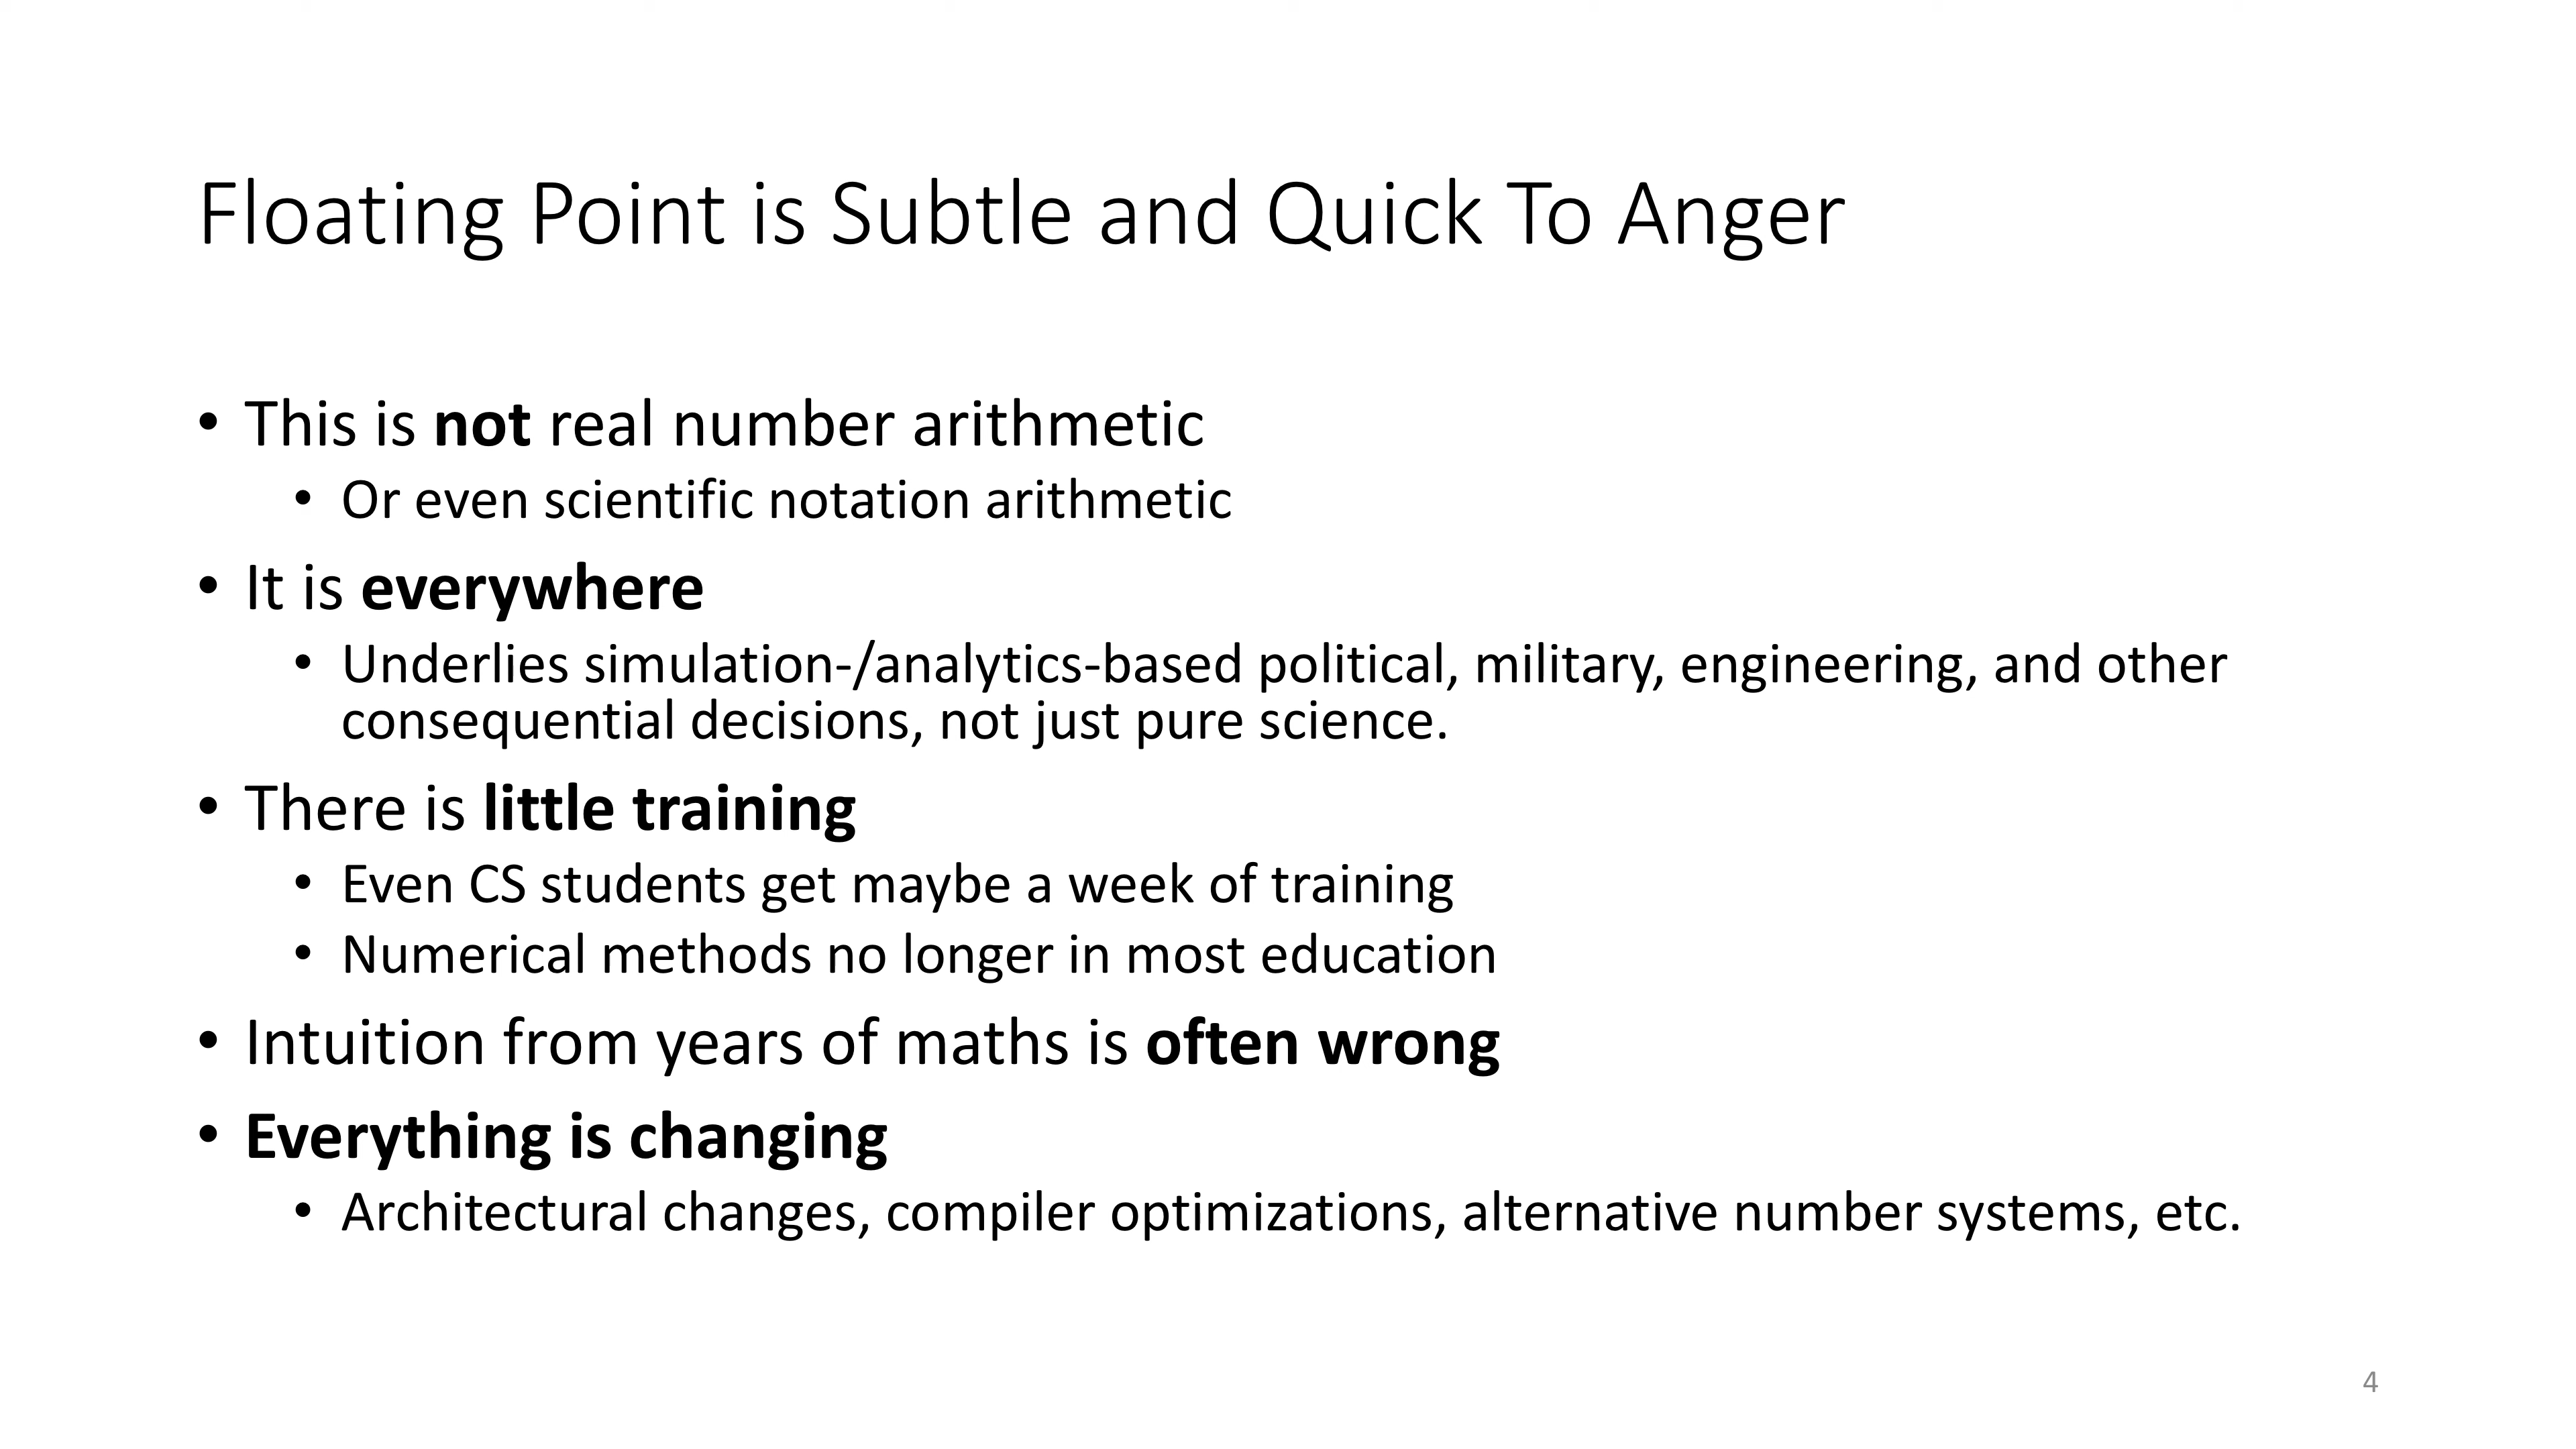 Floating Point is Subtle and Quick To Anger
• This is not real number arithmetic
• Or even scientific notation arithmetic
• It is everywhere
• Underlies simulation-/analytics-based political, military, engineering, and other
consequential decisions, not just pure science.
• There is little training
• Even CS students get maybe a week of training
• Numerical methods no longer in most education
• Intuition from years of maths is often wrong
• Everything is changing
• Architectural changes, compiler optimizations, alternative number systems, etc.
4